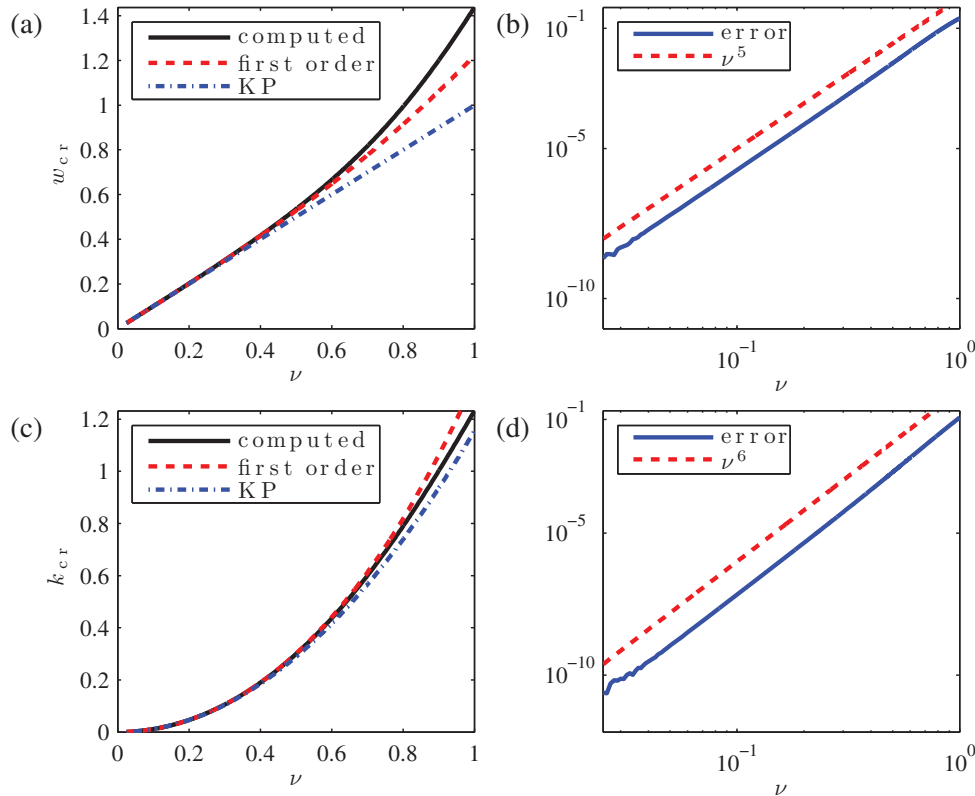 (a)
computed
first order
KP
w_cr
1.4
1.2
1
0.8
0.6
0.4
0.2
0
0 0.2 0.4 0.6 0.8 1
ν
(b)
error
ν^5
10^-1
10^-5
10^-10
10^-1 10^0
ν
(c)
computed
first order
KP
k_cr
1.2
1
0.8
0.6
0.4
0.2
0
0 0.2 0.4 0.6 0.8 1
ν
(d)
error
ν^6
10^-1
10^-5
10^-10
10^-1 10^0
ν